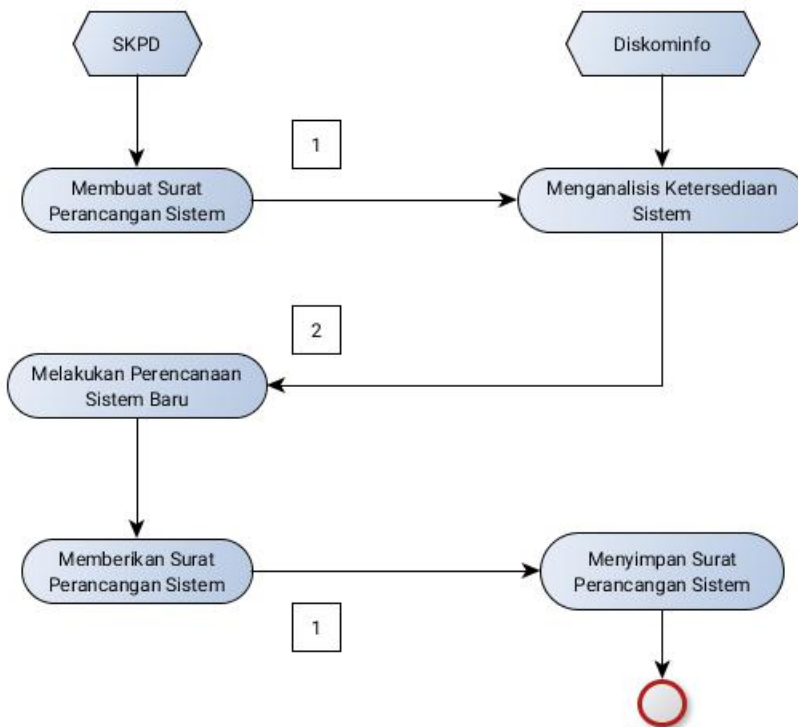 SKPD
Diskominfo
1
Membuat Surat
Perancangan Sistem
Menganalisis Ketersediaan
Sistem
2
Melakukan Perencanaan
Sistem Baru
Memberikan Surat
Perancangan Sistem
Menyimpan Surat
Perancangan Sistem
1